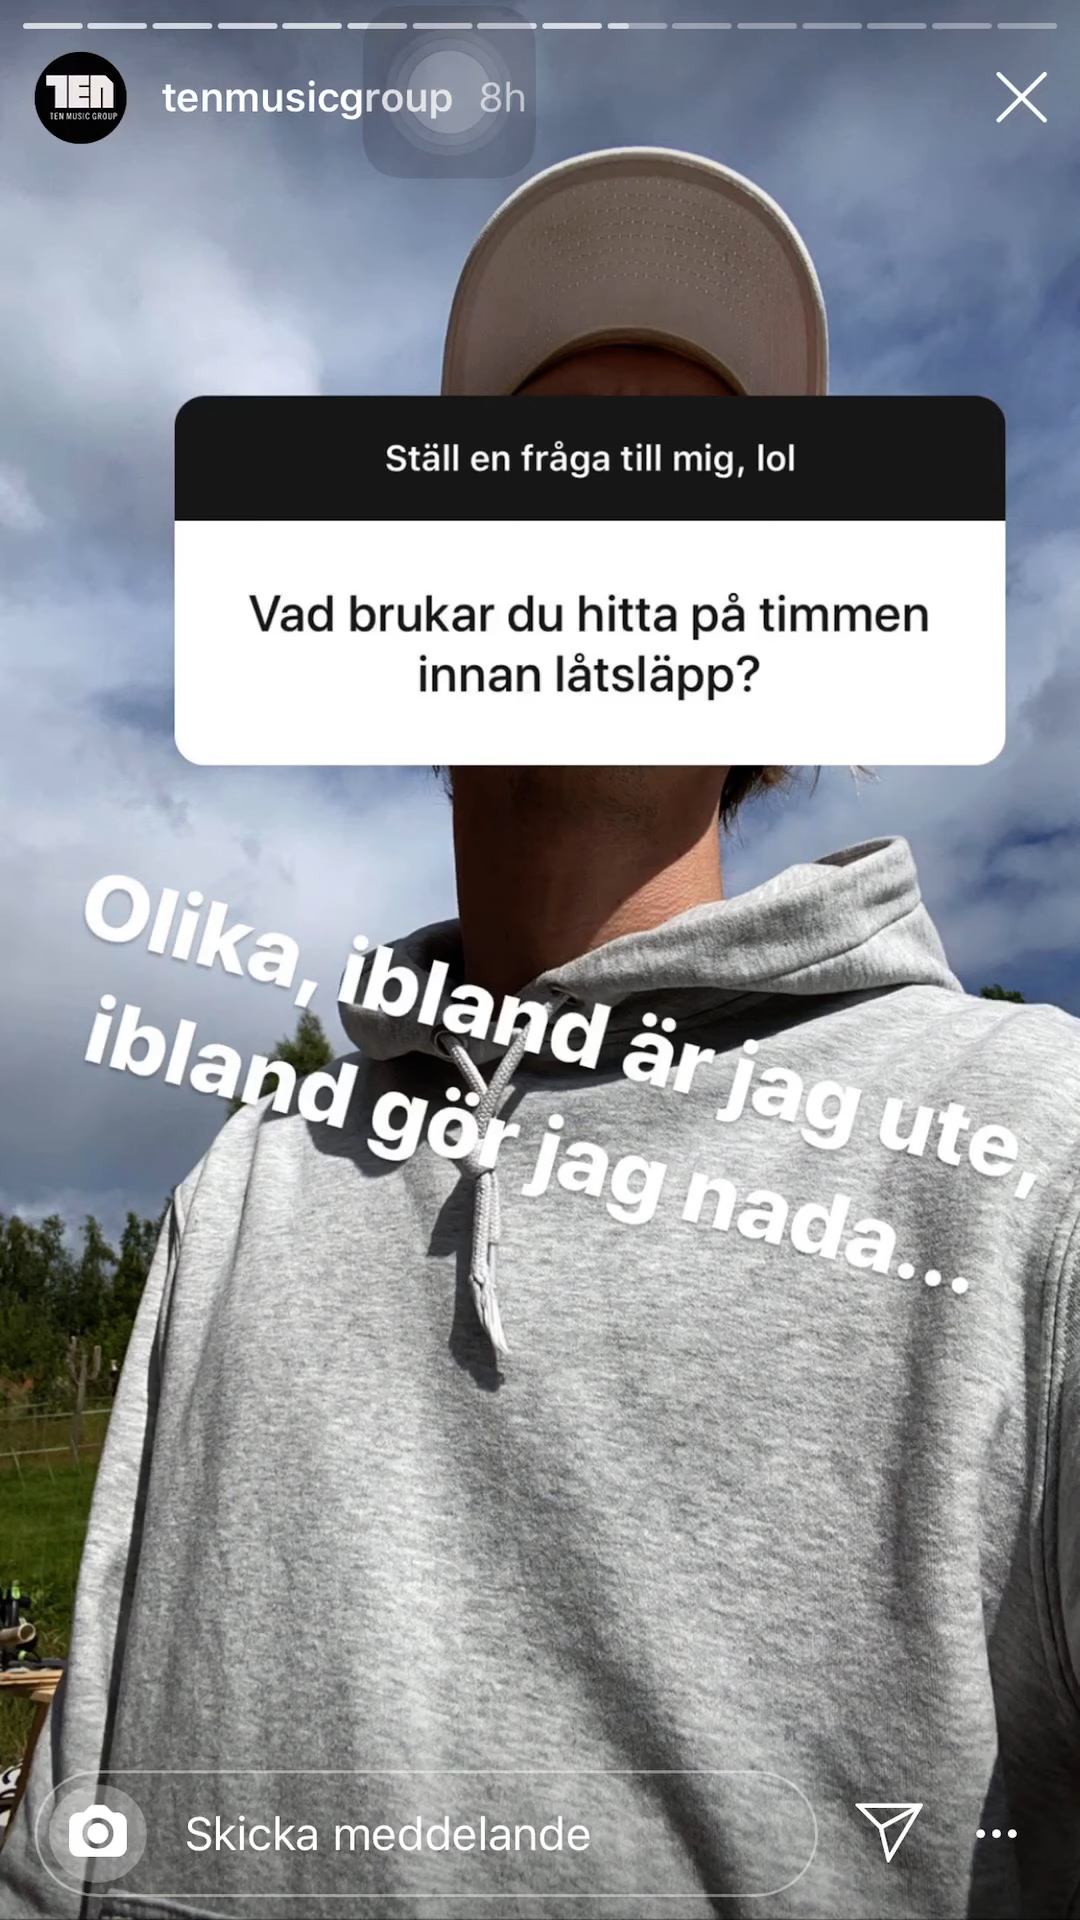 TEN
TEN MUSIC GROUP
tenmusicgroup 8h
Ställ en fråga till mig, lol
Vad brukar du hitta på timmen
innan låtsläpp?
Olika, ibland är jag ute,
ibland gör jag nada...
Skicka meddelande